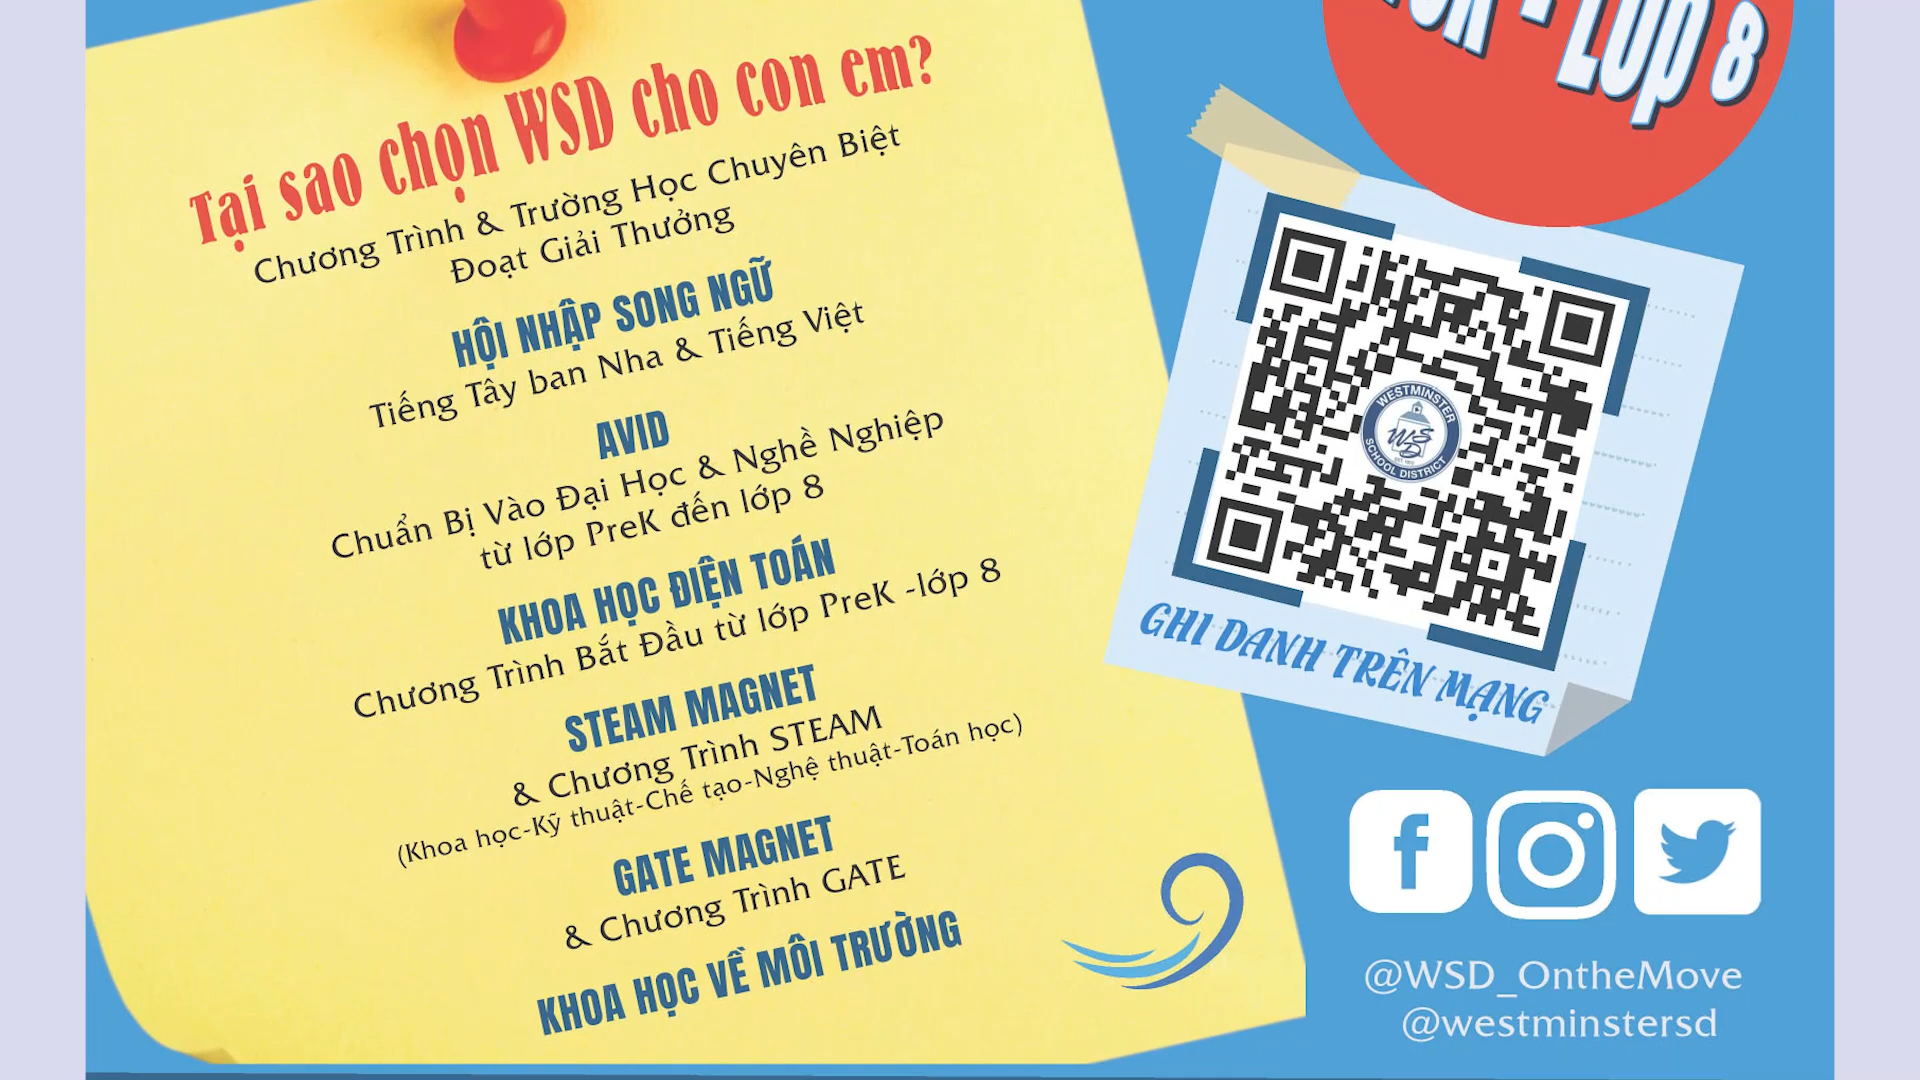 Tại sao chọn WSD cho con em?
Chương Trình & Trường Học Chuyên Biệt
Đoạt Giải Thưởng
HỘI NHẬP SONG NGỮ
Tiếng Tây ban Nha & Tiếng Việt
AVID
Chuẩn Bị Vào Đại Học & Nghề Nghiệp
từ lớp PreK đến lớp 8
KHOA HỌC ĐIỆN TOÁN
Chương Trình Bắt Đầu từ lớp PreK -lớp 8
STEAM MAGNET
& Chương Trình STEAM
(Khoa học-Kỹ thuật-Chế tạo-Nghệ thuật-Toán học)
GATE MAGNET
& Chương Trình GATE
KHOA HỌC VỀ MÔI TRƯỜNG
- Lớp 8
WESTMINSTER
WSD
SCHOOL DISTRICT
GHI DANH TRÊN MẠNG
@WSD_OntheMove
@westminstersd